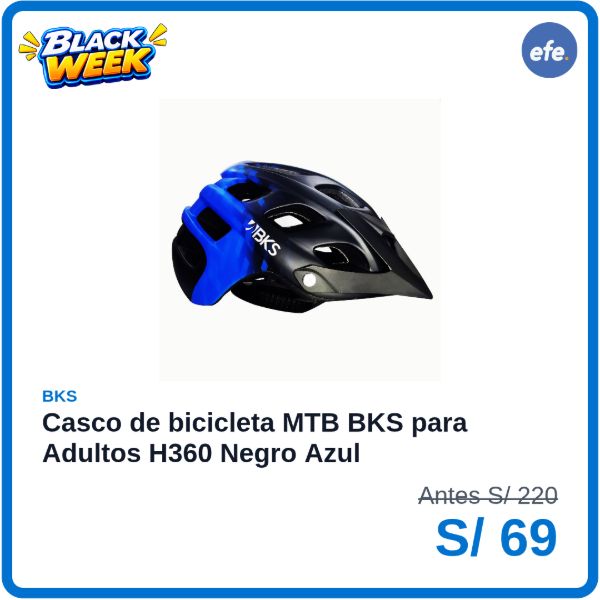 BLACK
WEEK
efe.
BKS
BKS
Casco de bicicleta MTB BKS para
Adultos H360 Negro Azul
Antes S/ 220
S/ 69